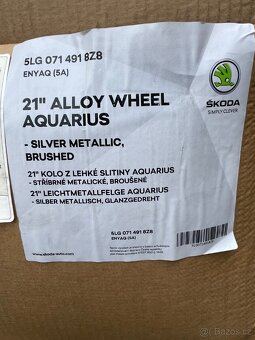 5LG 071 491 8Z8
ENYAQ (5A)
21" ALLOY WHEEL
AQUARIUS
- SILVER METALLIC,
BRUSHED
ŠKODA
SIMPLY CLEVER
21" KOLO Z LEHKÉ SLITINY AQUARIUS
- STŘÍBRNÉ METALICKÉ, BROUŠENÉ
21" LEICHTMETALLFELGE AQUARIUS
- SILBER METALLISCH, GLANZGEDREHT
www.skoda-auto.com
5LG 071 491 8Z8
ENYAQ (5A)